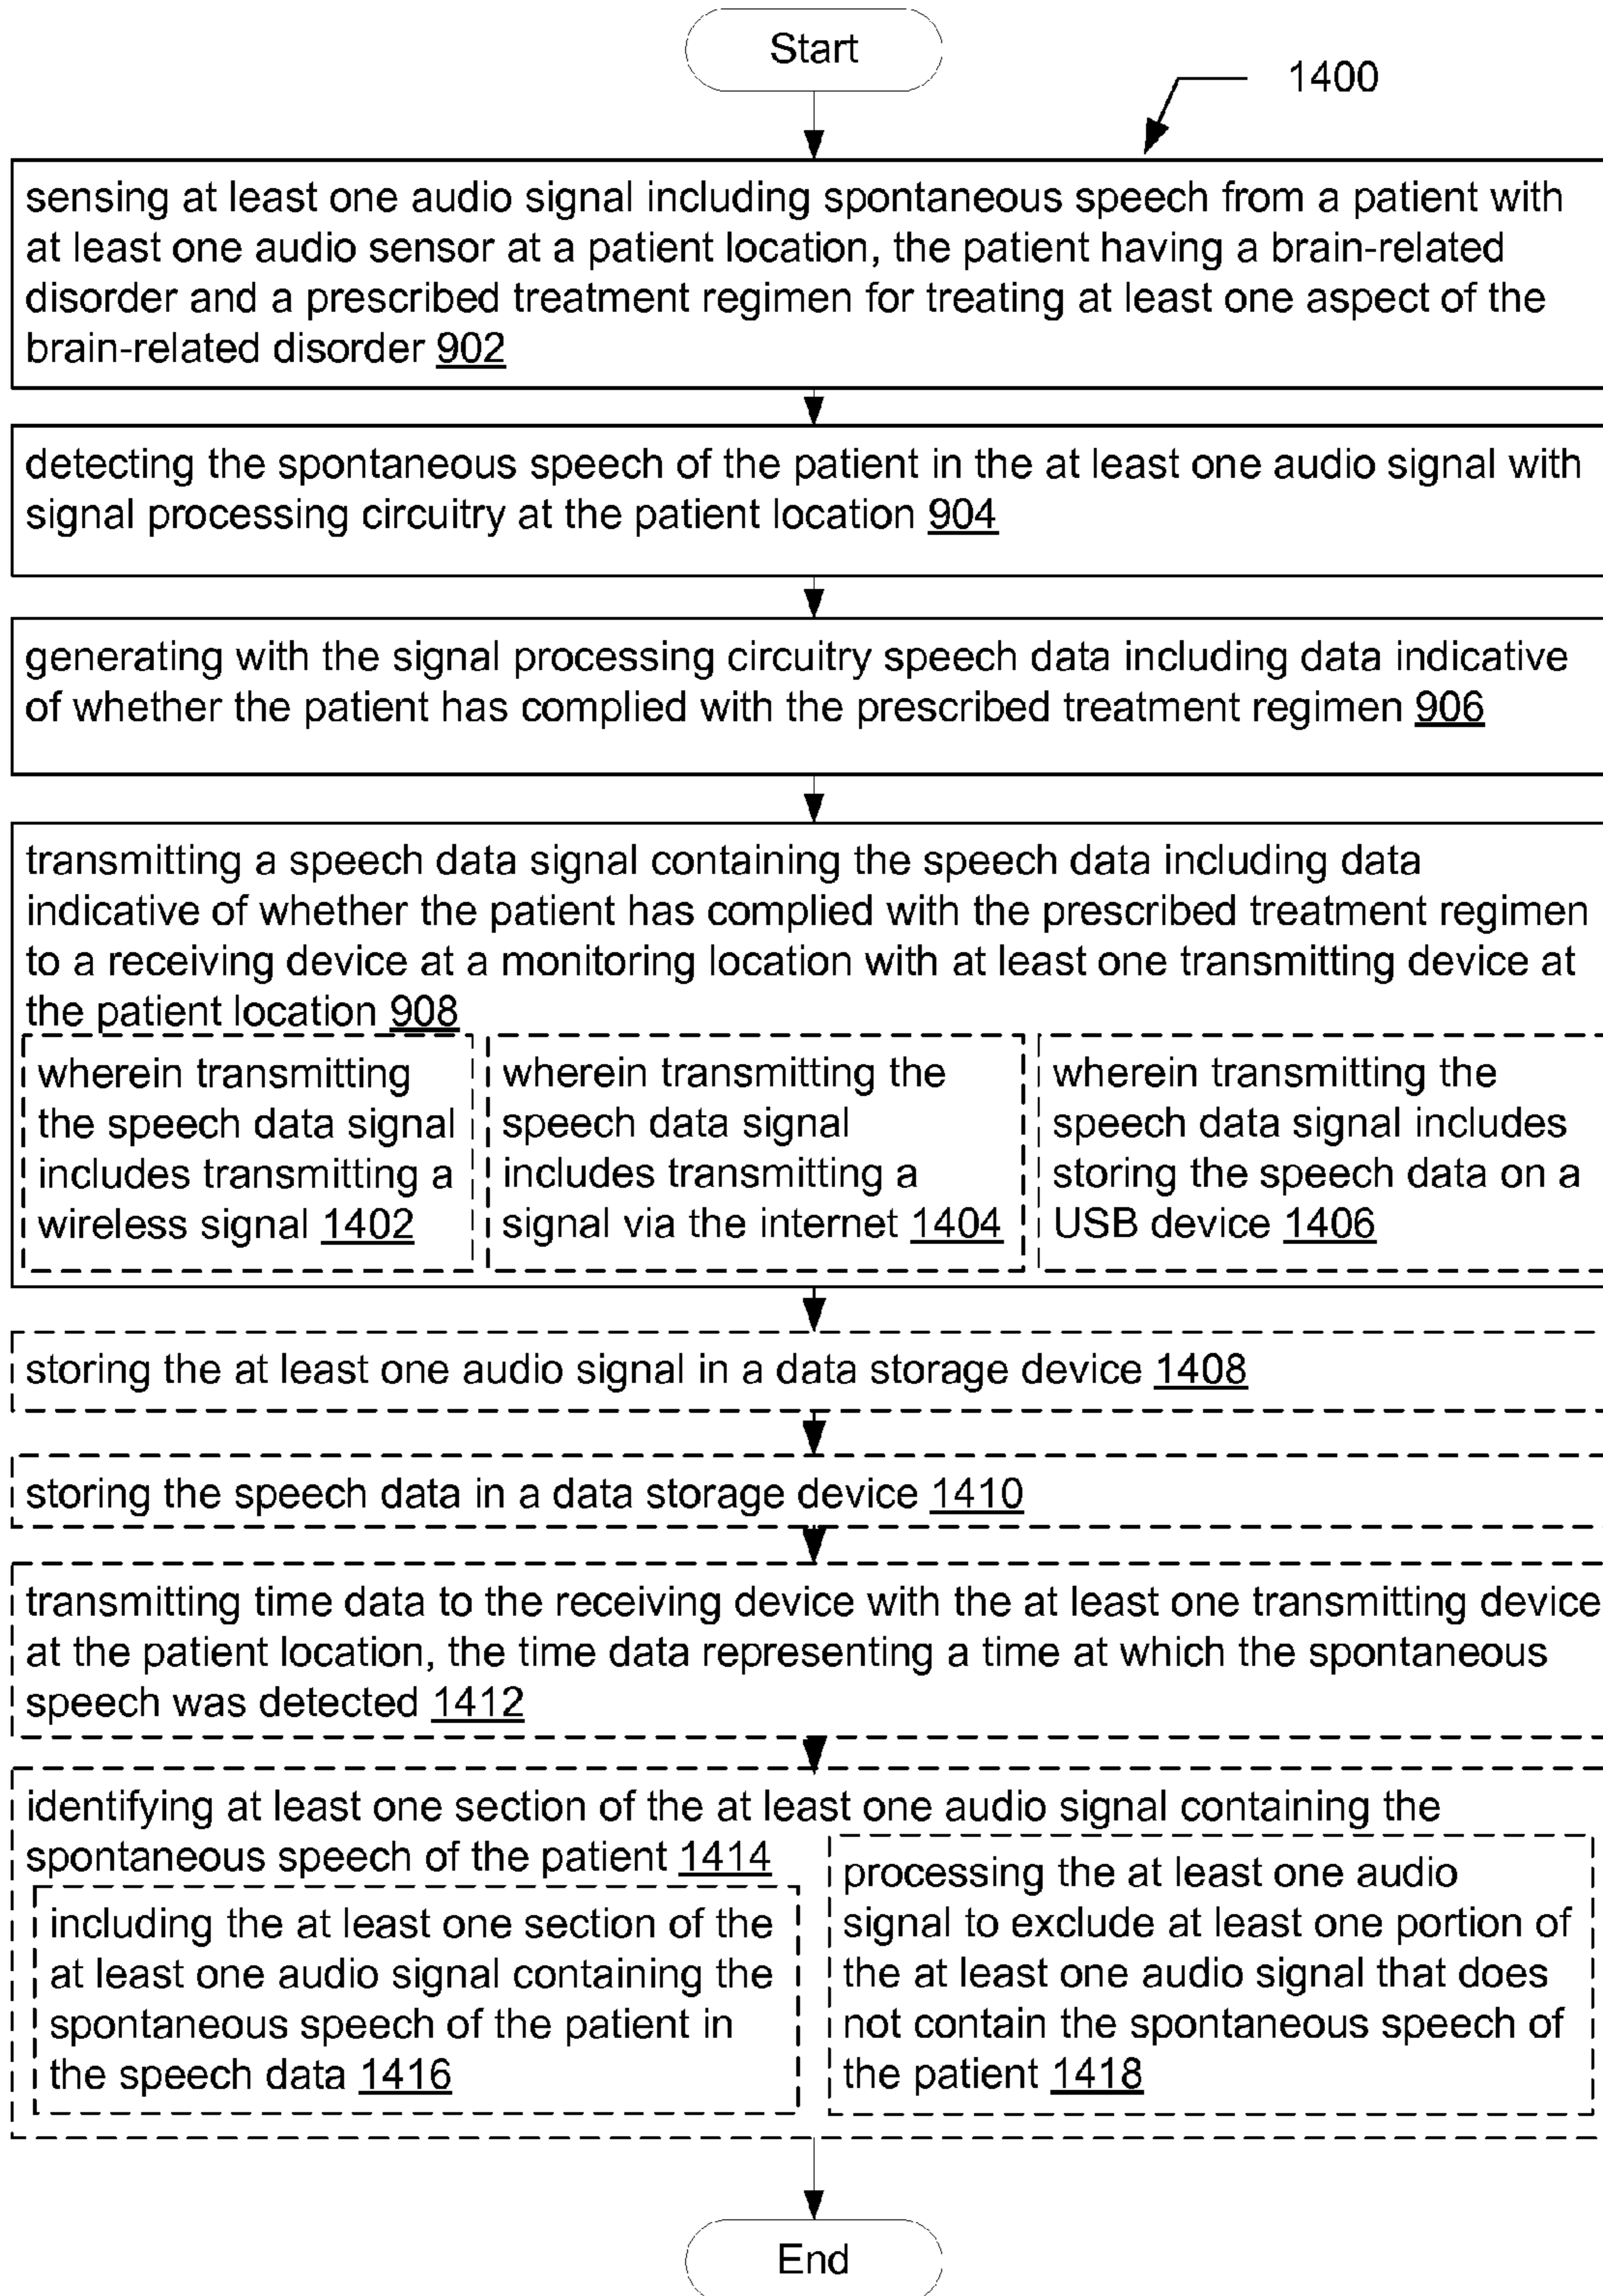 Start
1400
sensing at least one audio signal including spontaneous speech from a patient with
at least one audio sensor at a patient location, the patient having a brain-related
disorder and a prescribed treatment regimen for treating at least one aspect of the
brain-related disorder 902
detecting the spontaneous speech of the patient in the at least one audio signal with
signal processing circuitry at the patient location 904
generating with the signal processing circuitry speech data including data indicative
of whether the patient has complied with the prescribed treatment regimen 906
transmitting a speech data signal containing the speech data including data
indicative of whether the patient has complied with the prescribed treatment regimen
to a receiving device at a monitoring location with at least one transmitting device at
the patient location 908
wherein transmitting
the speech data signal
includes transmitting a
wireless signal 1402
wherein transmitting the
speech data signal
includes transmitting a
signal via the internet 1404
wherein transmitting the
speech data signal includes
storing the speech data on a
USB device 1406
storing the at least one audio signal in a data storage device 1408
storing the speech data in a data storage device 1410
transmitting time data to the receiving device with the at least one transmitting device
at the patient location, the time data representing a time at which the spontaneous
speech was detected 1412
identifying at least one section of the at least one audio signal containing the
spontaneous speech of the patient 1414
including the at least one section of the
at least one audio signal containing the
spontaneous speech of the patient in
the speech data 1416
processing the at least one audio
signal to exclude at least one portion of
the at least one audio signal that does
not contain the spontaneous speech of
the patient 1418
End